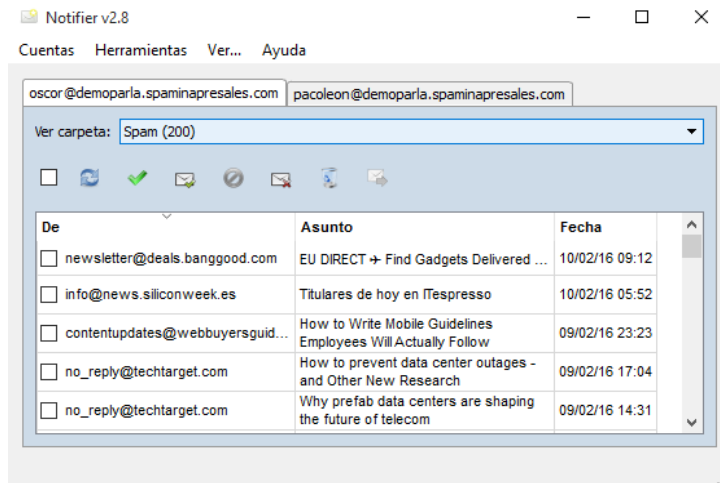 Notifier v2.8
Cuentas Herramientas Ver... Ayuda
oscor@demoparla.spaminapresales.com pacoleon@demoparla.spaminapresales.com
Ver carpeta: Spam (200)
De Asunto Fecha
newsletter@deals.banggood.com EU DIRECT ✈ Find Gadgets Delivered ... 10/02/16 09:12
info@news.siliconweek.es Titulares de hoy en ITespresso 10/02/16 05:52
contentupdates@webbuyersguid... How to Write Mobile Guidelines
Employees Will Actually Follow 09/02/16 23:23
no_reply@techtarget.com How to prevent data center outages -
and Other New Research 09/02/16 17:04
no_reply@techtarget.com Why prefab data centers are shaping
the future of telecom 09/02/16 14:31